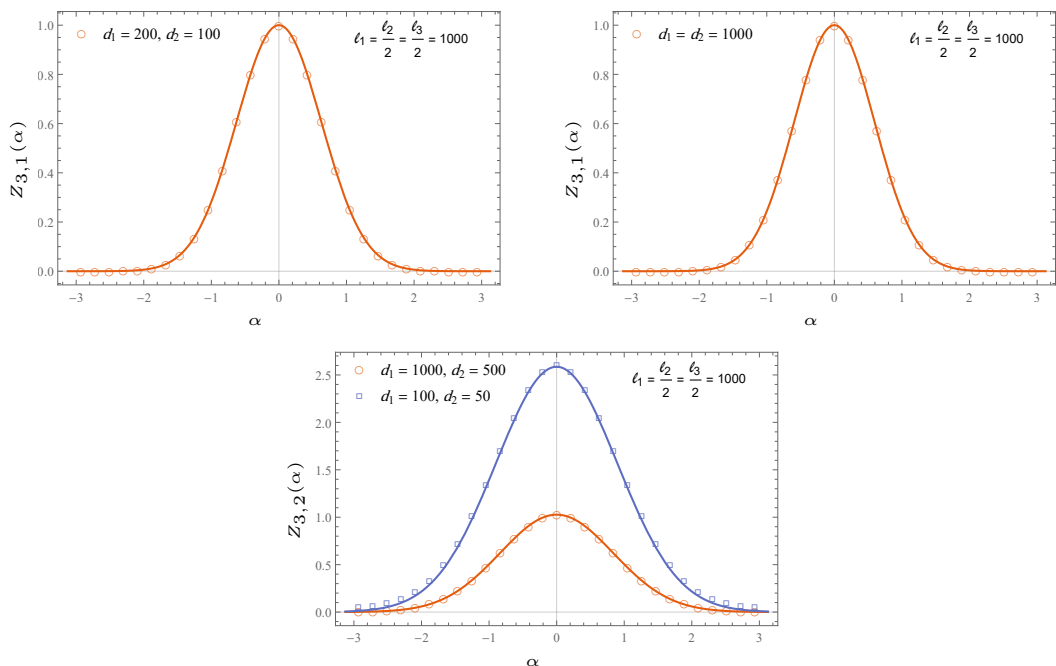 d₁ = 200, d₂ = 100
ℓ₁ = ℓ₂/2 = ℓ₃/2 = 1000
Z₃,₁(α)
1.0
0.8
0.6
0.4
0.2
0.0
−3 −2 −1 0 1 2 3
α
d₁ = d₂ = 1000
ℓ₁ = ℓ₂/2 = ℓ₃/2 = 1000
Z₃,₁(α)
1.0
0.8
0.6
0.4
0.2
0.0
−3 −2 −1 0 1 2 3
α
d₁ = 1000, d₂ = 500
d₁ = 100, d₂ = 50
ℓ₁ = ℓ₂/2 = ℓ₃/2 = 1000
Z₃,₂(α)
2.5
2.0
1.5
1.0
0.5
0.0
−3 −2 −1 0 1 2 3
α